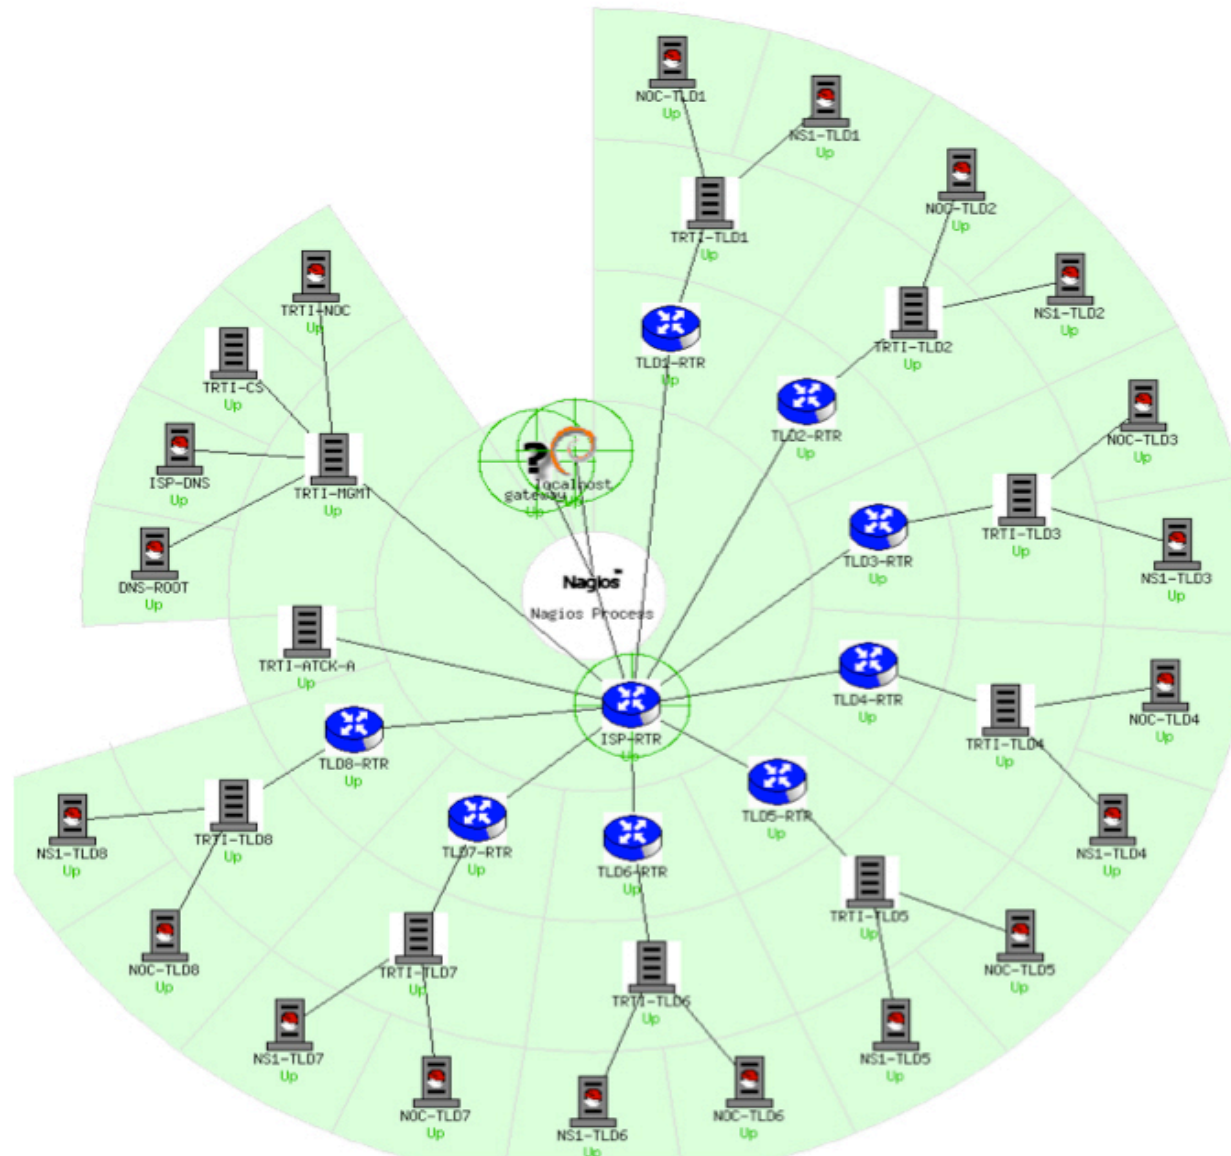 NOC-TLD1
Up
NS1-TLD1
Up
NOC-TLD2
Up
TRTI-TLD1
Up
TRTI-NOC
Up
NS1-TLD2
Up
TRTI-TLD2
Up
TLD1-RTR
Up
TRTI-CS
Up
TLD2-RTR
Up
NOC-TLD3
Up
ISP-DNS
Up
TRTI-MGMT
Up
localhost
Up
gateway
Up
TRTI-TLD3
Up
TLD3-RTR
Up
NS1-TLD3
Up
DNS-ROOT
Up
Nagios™
Nagios Process
TRTI-ATCK-A
Up
TLD4-RTR
Up
NOC-TLD4
Up
ISP-RTR
Up
TRTI-TLD4
Up
TLD8-RTR
Up
TLD5-RTR
Up
TRTI-TLD8
Up
NS1-TLD8
Up
TLD7-RTR
Up
TLD6-RTR
Up
NS1-TLD4
Up
TRTI-TLD5
Up
NOC-TLD8
Up
TRTI-TLD7
Up
NOC-TLD5
Up
TRTI-TLD6
Up
NS1-TLD7
Up
NS1-TLD5
Up
NOC-TLD7
Up
NOC-TLD6
Up
NS1-TLD6
Up